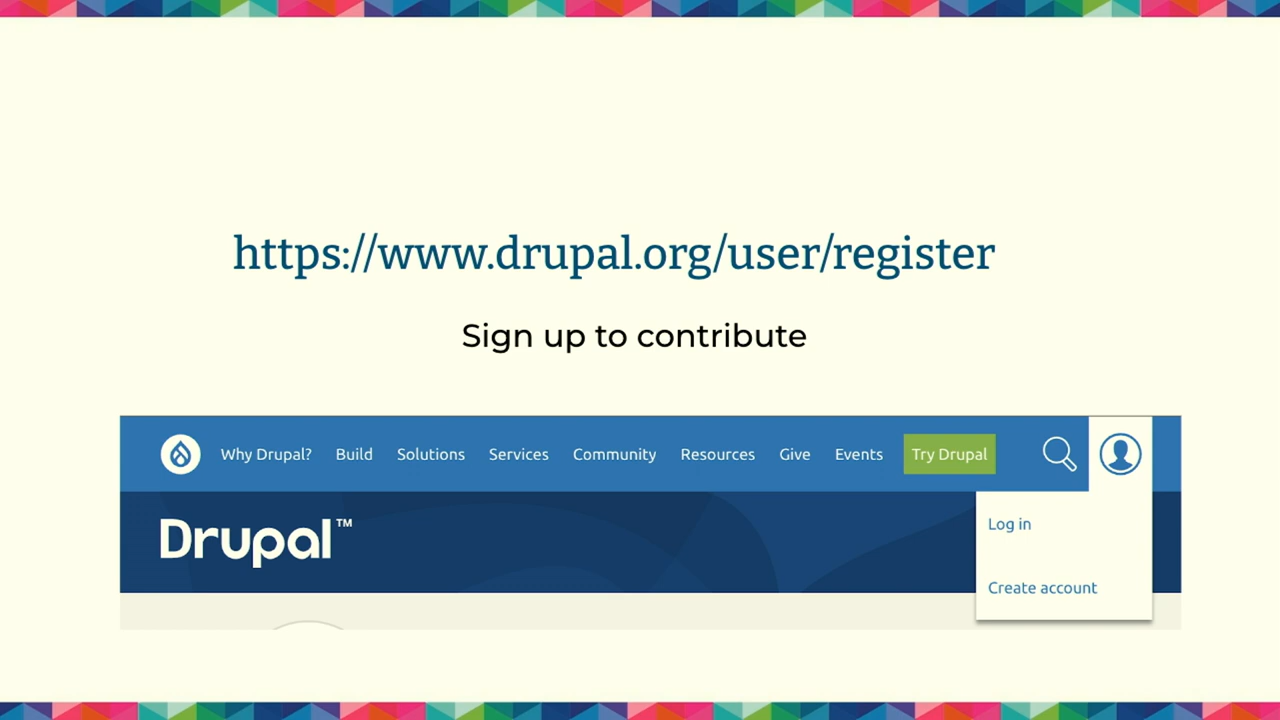 https://www.drupal.org/user/register
Sign up to contribute
Why Drupal? Build Solutions Services Community Resources Give Events Try Drupal
Drupal™
Log in
Create account